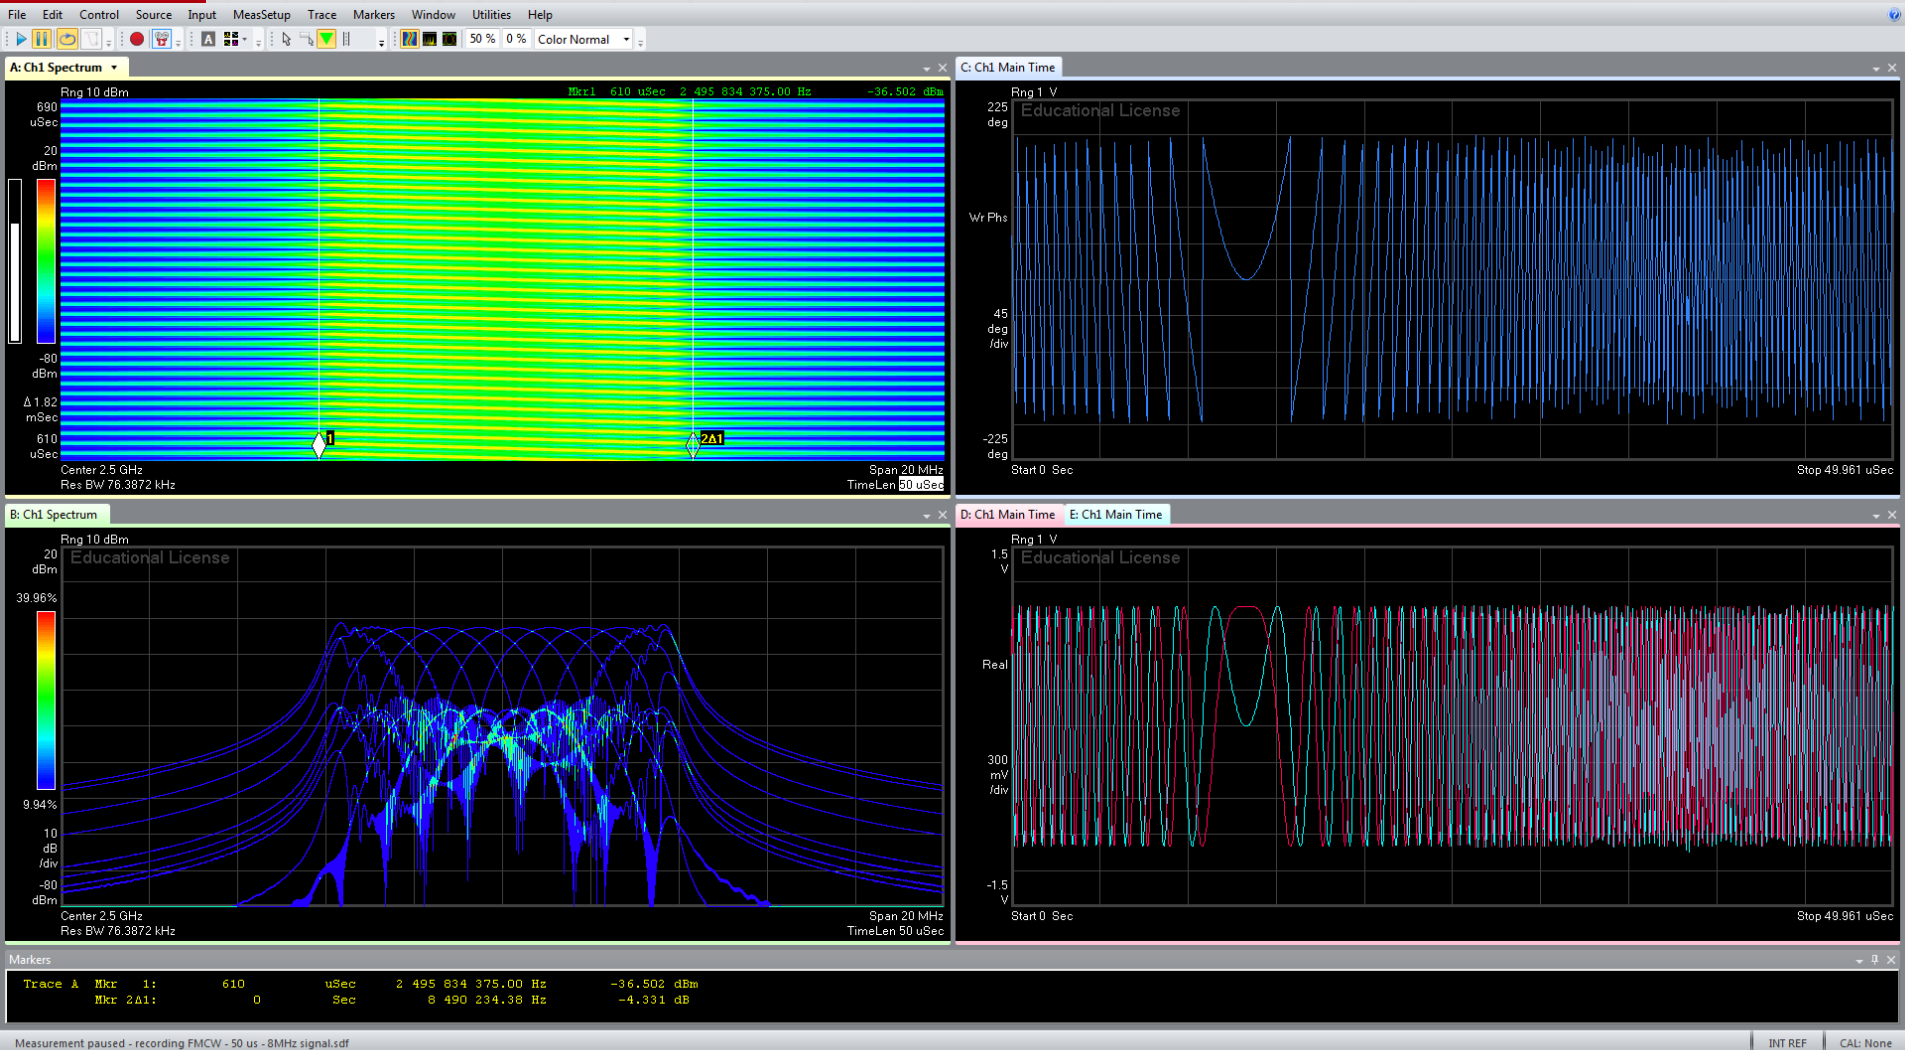 File Edit Control Source Input MeasSetup Trace Markers Window Utilities Help
A 50 % 0 % Color Normal
A: Ch1 Spectrum
Rng 10 dBm
Mkr1 610 uSec 2 495 834 375.00 Hz -36.502 dBm
690
uSec
20
dBm
-80
dBm
Δ 1.82
mSec
610
uSec
1
2Δ1
Center 2.5 GHz
Span 20 MHz
Res BW 76.3872 kHz
TimeLen 50 uSec
C: Ch1 Main Time
Rng 1 V
225
deg
Educational License
Wr Phs
45
deg
/div
-225
deg
Start 0 Sec
Stop 49.961 uSec
B: Ch1 Spectrum
Rng 10 dBm
20
dBm
Educational License
39.96%
9.94%
10
dB
/div
-80
dBm
Center 2.5 GHz
Span 20 MHz
Res BW 76.3872 kHz
TimeLen 50 uSec
D: Ch1 Main Time
E: Ch1 Main Time
Rng 1 V
1.5
V
Educational License
Real
300
mV
/div
-1.5
V
Start 0 Sec
Stop 49.961 uSec
Markers
Trace A Mkr 1: 610 uSec 2 495 834 375.00 Hz -36.502 dBm
Mkr 2Δ1: 0 Sec 8 490 234.38 Hz -4.331 dB
Measurement paused - recording FMCW - 50 us - 8MHz signal.sdf
INT REF
CAL: None